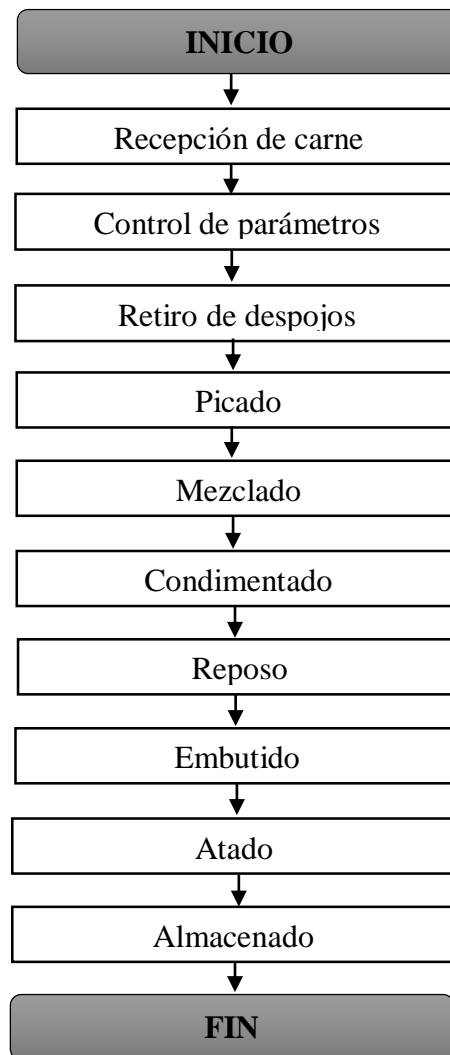 INICIO
Recepción de carne
Control de parámetros
Retiro de despojos
Picado
Mezclado
Condimentado
Reposo
Embutido
Atado
Almacenado
FIN